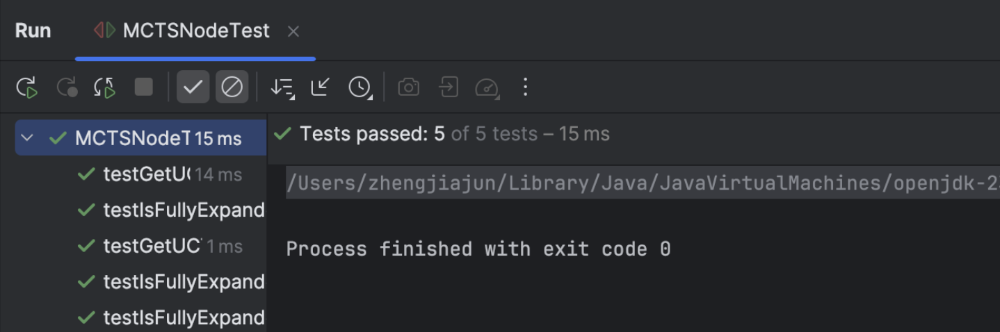 Run MCTSNodeTest
MCTSNodeT 15 ms
Tests passed: 5 of 5 tests – 15 ms
testGetUC 14 ms
testIsFullyExpand
testGetUCT 1 ms
testIsFullyExpand
testIsFullyExpand
/Users/zhengjiajun/Library/Java/JavaVirtualMachines/openjdk-2
Process finished with exit code 0